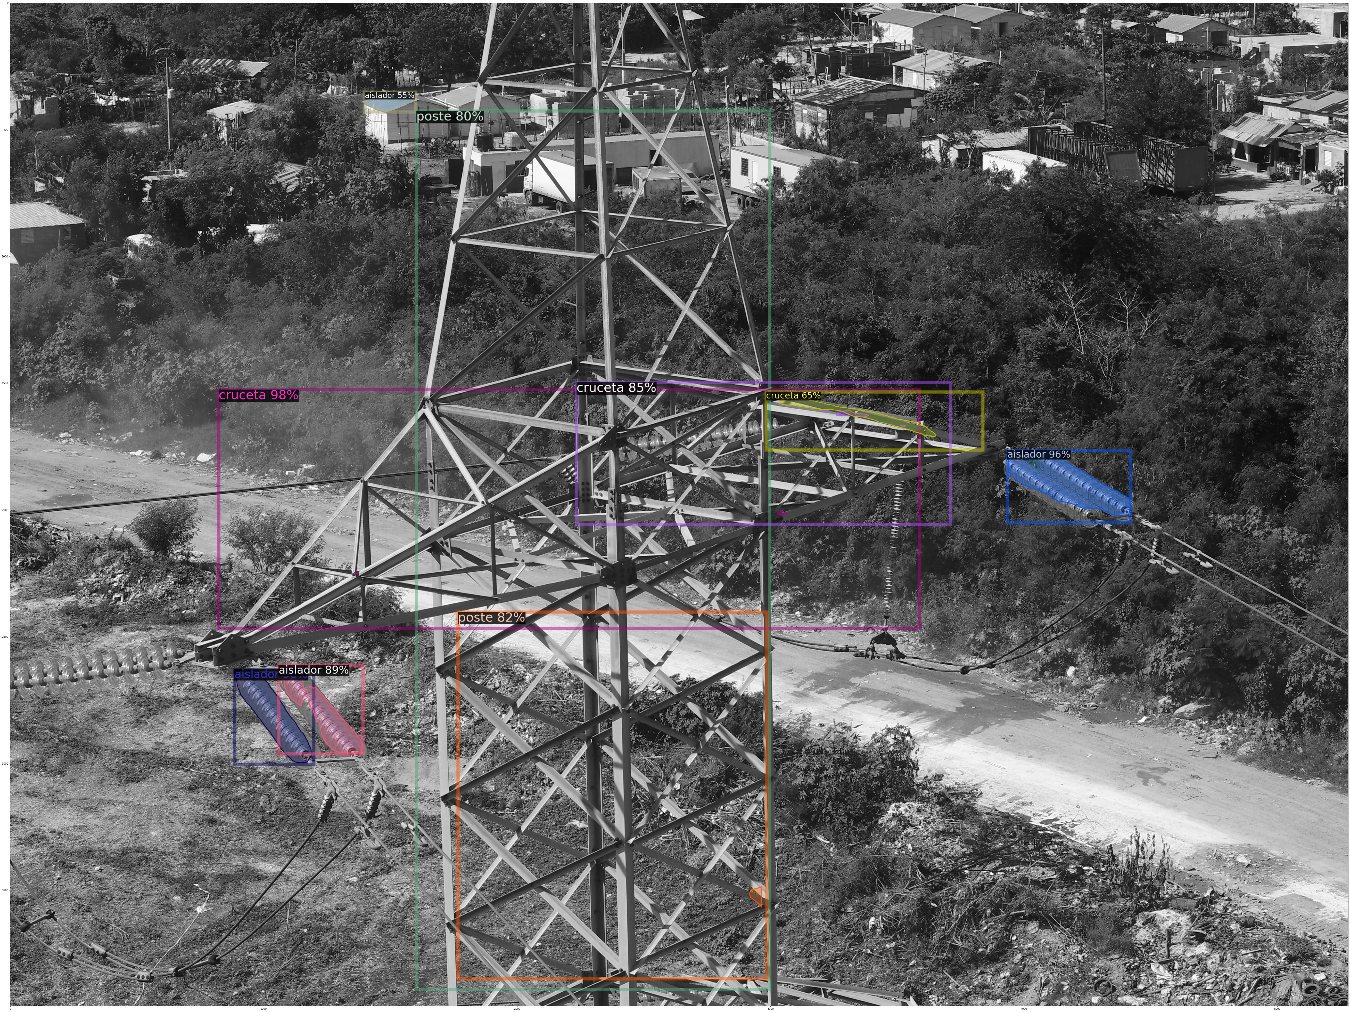 aislador 55%
poste 80%
cruceta 98%
cruceta 85%
cruceta 65%
aislador 96%
poste 82%
aislador
aislador 89%